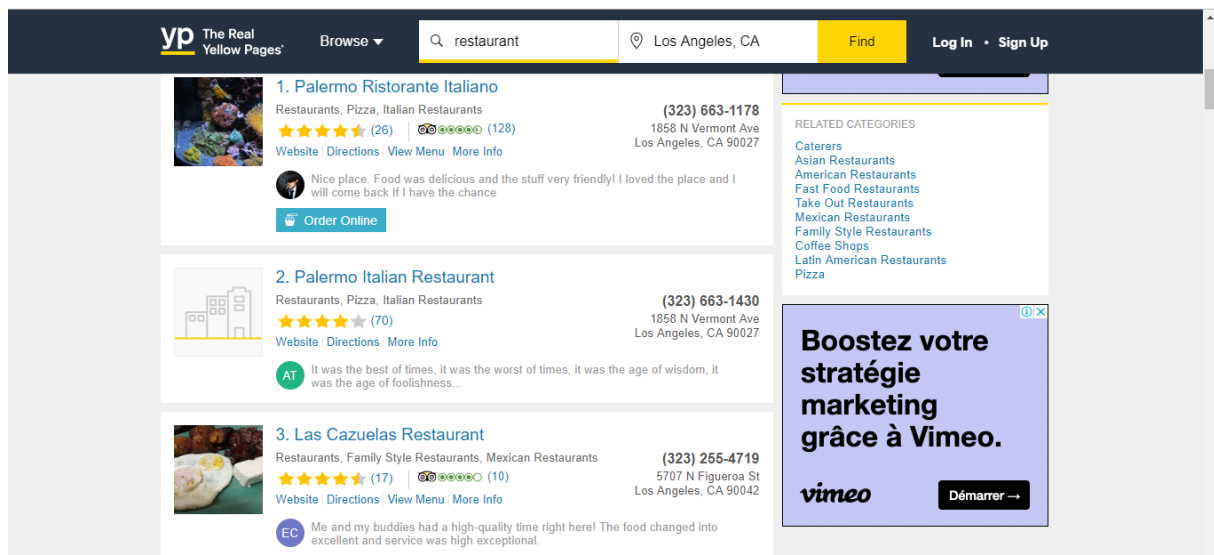 yp The Real
Yellow Pages
Browse
restaurant
Los Angeles, CA
Find
Log In • Sign Up
1. Palermo Ristorante Italiano
Restaurants, Pizza, Italian Restaurants
(26)
(128)
Website Directions View Menu More Info
(323) 663-1178
1858 N Vermont Ave
Los Angeles, CA 90027
Nice place. Food was delicious and the stuff very friendly! I loved the place and I
will come back If I have the chance
Order Online
2. Palermo Italian Restaurant
Restaurants, Pizza, Italian Restaurants
(70)
Website Directions More Info
(323) 663-1430
1858 N Vermont Ave
Los Angeles, CA 90027
AT
It was the best of times, it was the worst of times, it was the age of wisdom, it
was the age of foolishness...
3. Las Cazuelas Restaurant
Restaurants, Family Style Restaurants, Mexican Restaurants
(17)
(10)
Website Directions View Menu More Info
(323) 255-4719
5707 N Figueroa St
Los Angeles, CA 90042
EC
Me and my buddies had a high-quality time right here! The food changed into
excellent and service was high exceptional.
RELATED CATEGORIES
Caterers
Asian Restaurants
American Restaurants
Fast Food Restaurants
Take Out Restaurants
Mexican Restaurants
Family Style Restaurants
Coffee Shops
Latin American Restaurants
Pizza
Boostez votre
stratégie
marketing
grâce à Vimeo.
vimeo
Démarrer →